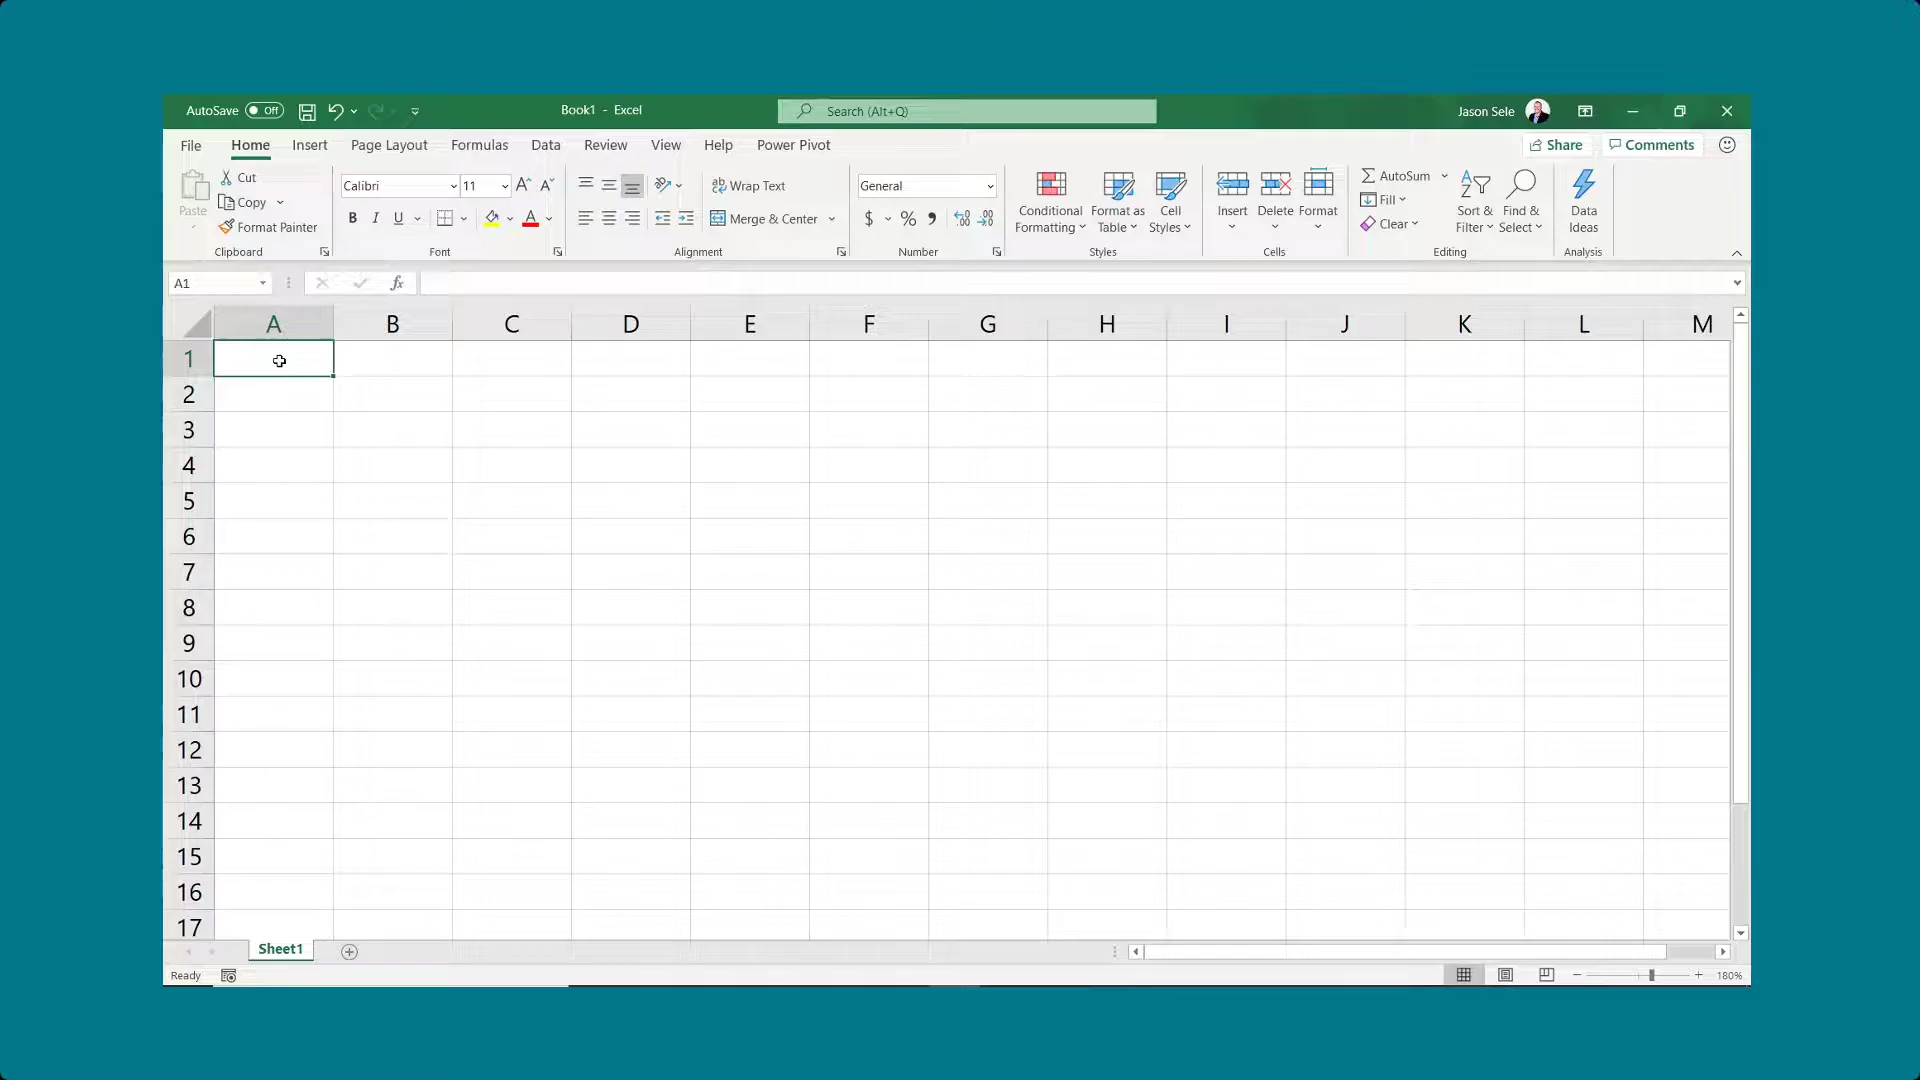 AutoSave Off Book1 - Excel Search (Alt+Q) Jason Sele
File Home Insert Page Layout Formulas Data Review View Help Power Pivot Share Comments
Paste
Cut
Copy
Format Painter
Clipboard
Calibri 11
B I U A
Font
Wrap Text
Merge & Center
Alignment
General
$ % ,
Number
Conditional
Formatting
Format as
Table
Cell
Styles
Styles
Insert
Delete
Format
Cells
AutoSum
Fill
Clear
Sort &
Filter
Find &
Select
Editing
Data
Ideas
Analysis
A1 fx
A B C D E F G H I J K L M
1
2
3
4
5
6
7
8
9
10
11
12
13
14
15
16
17
Sheet1
Ready 180%